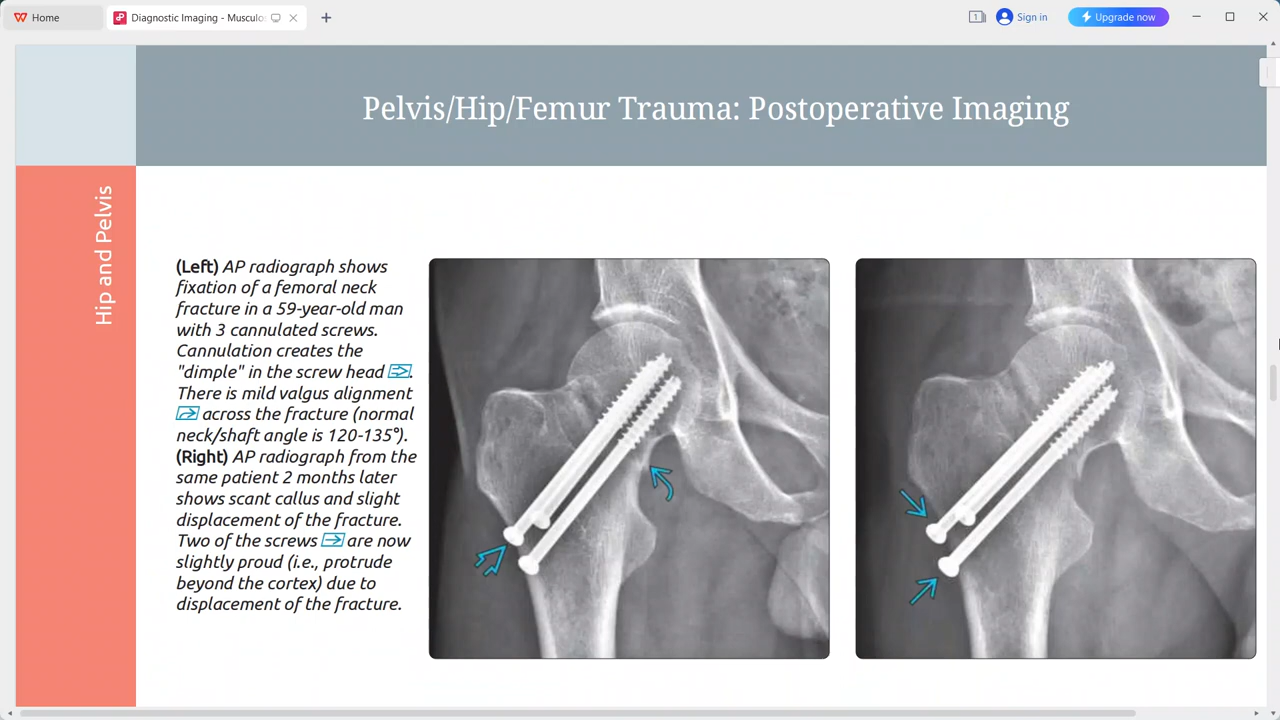 Home
Diagnostic Imaging - Musculos
1
Sign in
Upgrade now
Pelvis/Hip/Femur Trauma: Postoperative Imaging
Hip and Pelvis
(Left) AP radiograph shows
fixation of a femoral neck
fracture in a 59-year-old man
with 3 cannulated screws.
Cannulation creates the
"dimple" in the screw head.
There is mild valgus alignment
across the fracture (normal
neck/shaft angle is 120-135°).
(Right) AP radiograph from the
same patient 2 months later
shows scant callus and slight
displacement of the fracture.
Two of the screws are now
slightly proud (i.e., protrude
beyond the cortex) due to
displacement of the fracture.